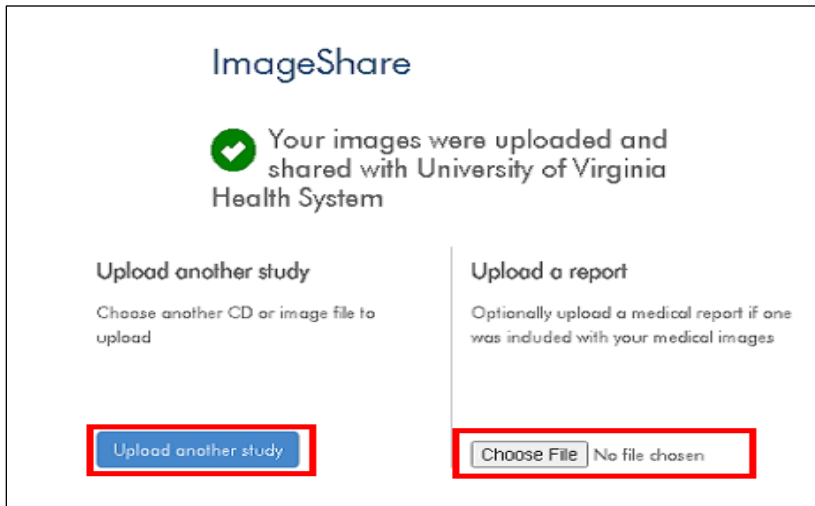 ImageShare
Your images were uploaded and
shared with University of Virginia
Health System
Upload another study
Choose another CD or image file to
upload
Upload another study
Upload a report
Optionally upload a medical report if one
was included with your medical images
Choose File No file chosen